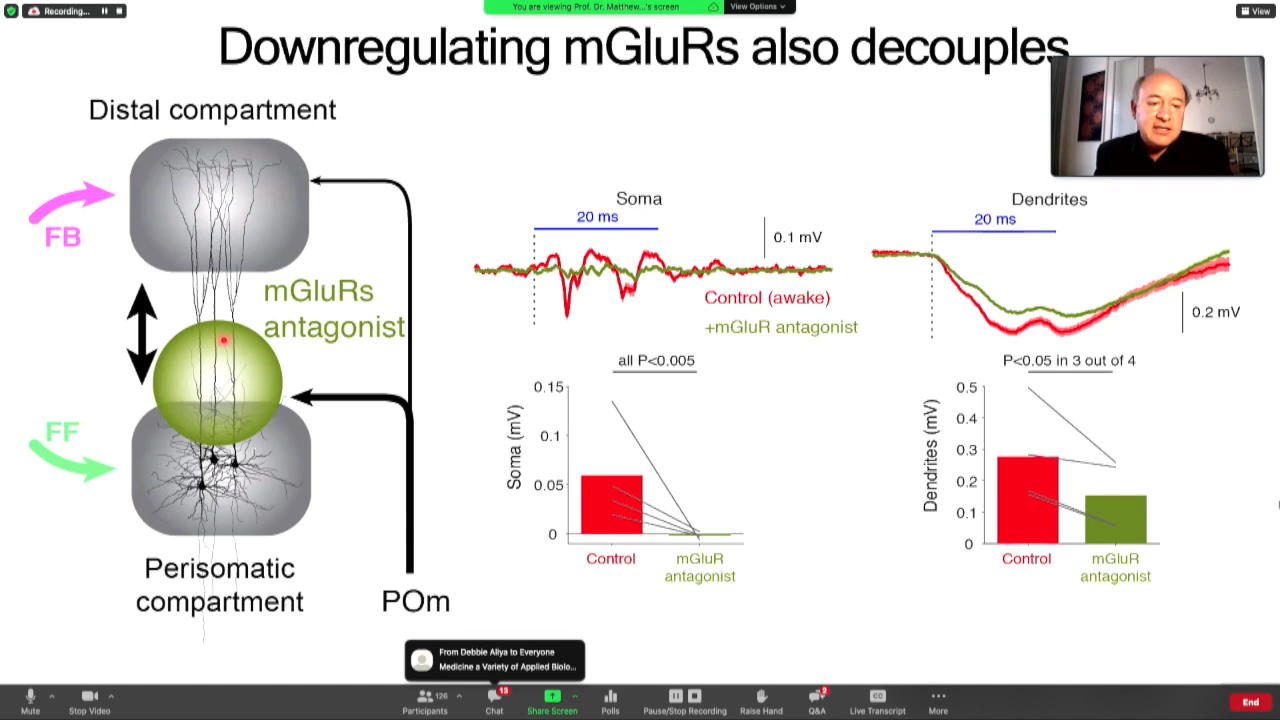 Recording...
You are viewing Prof. Dr. Matthew...'s screen
View Options
View
Downregulating mGluRs also decouples
Distal compartment
FB
mGluRs
antagonist
FF
Perisomatic
compartment
POm
Soma
20 ms
0.1 mV
Control (awake)
+mGluR antagonist
all P<0.005
0.15
0.1
0.05
0
Soma (mV)
Control
mGluR
antagonist
Dendrites
20 ms
0.2 mV
P<0.05 in 3 out of 4
0.5
0.4
0.3
0.2
0.1
0
Dendrites (mV)
Control
mGluR
antagonist
From Debbie Aliya to Everyone
Medicine a Variety of Applied Biolo...
Mute
Stop Video
126
Participants
13
Chat
Share Screen
Polls
Pause/Stop Recording
Raise Hand
2
Q&A
CC
Live Transcript
More
End